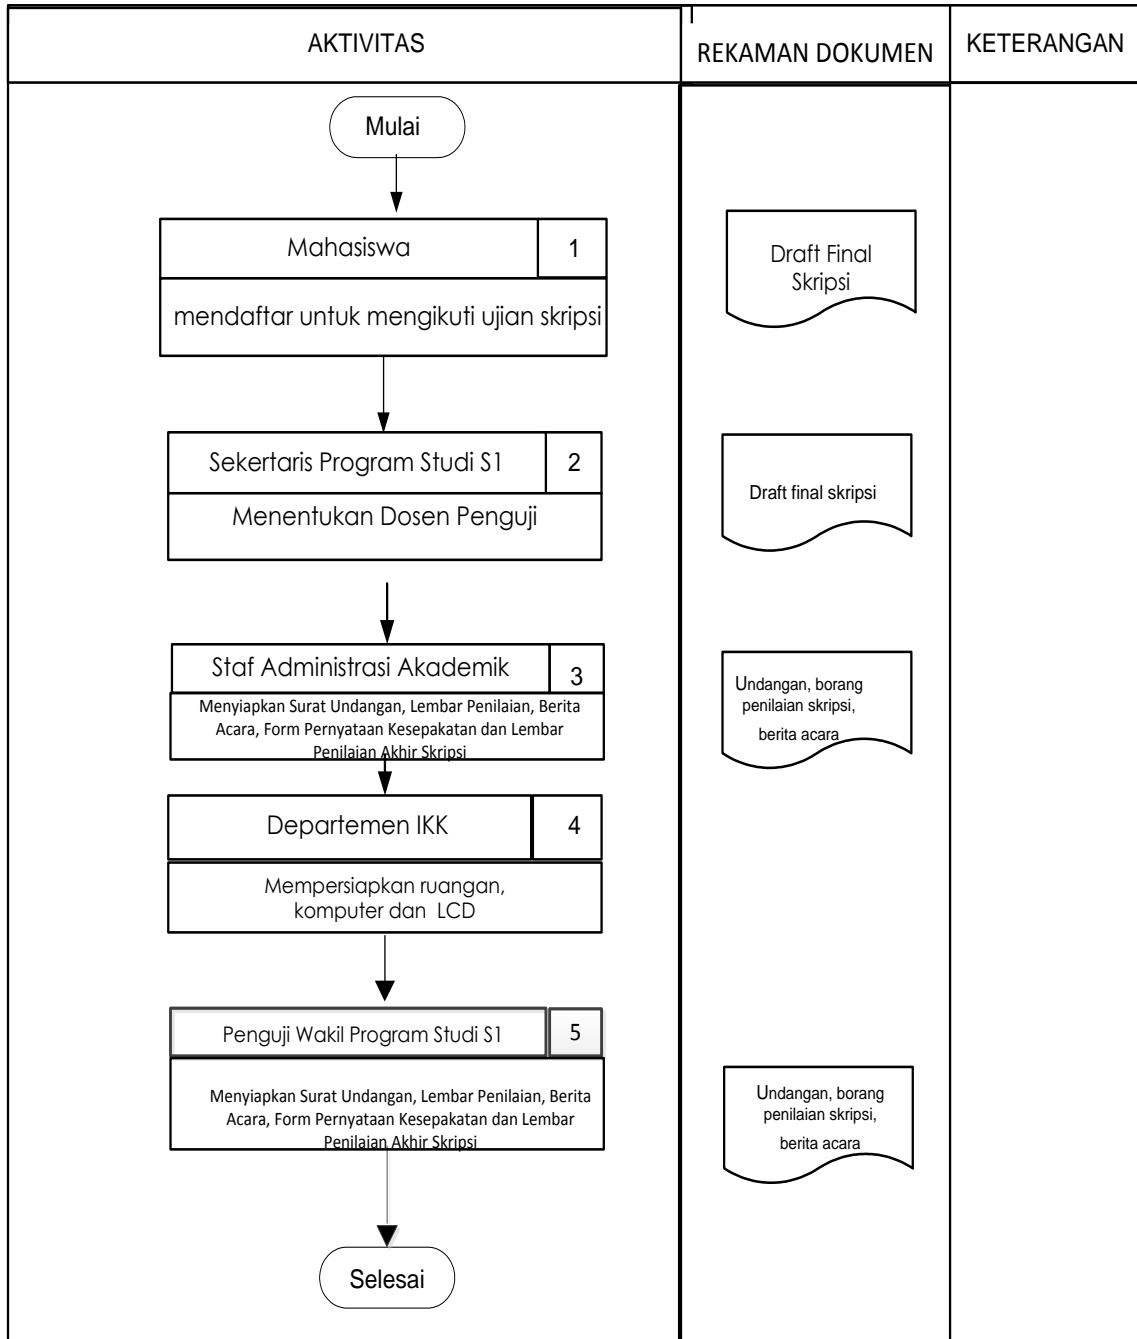 AKTIVITAS
REKAMAN DOKUMEN
KETERANGAN
Mulai
Mahasiswa
1
mendaftar untuk mengikuti ujian skripsi
Draft Final
Skripsi
Sekertaris Program Studi S1
2
Menentukan Dosen Penguji
Draft final skripsi
Staf Administrasi Akademik
3
Menyiapkan Surat Undangan, Lembar Penilaian, Berita
Acara, Form Pernyataan Kesepakatan dan Lembar
Penilaian Akhir Skripsi
Undangan, borang
penilaian skripsi,
berita acara
Departemen IKK
4
Mempersiapkan ruangan,
komputer dan LCD
Penguji Wakil Program Studi S1
5
Menyiapkan Surat Undangan, Lembar Penilaian, Berita
Acara, Form Pernyataan Kesepakatan dan Lembar
Penilaian Akhir Skripsi
Undangan, borang
penilaian skripsi,
berita acara
Selesai